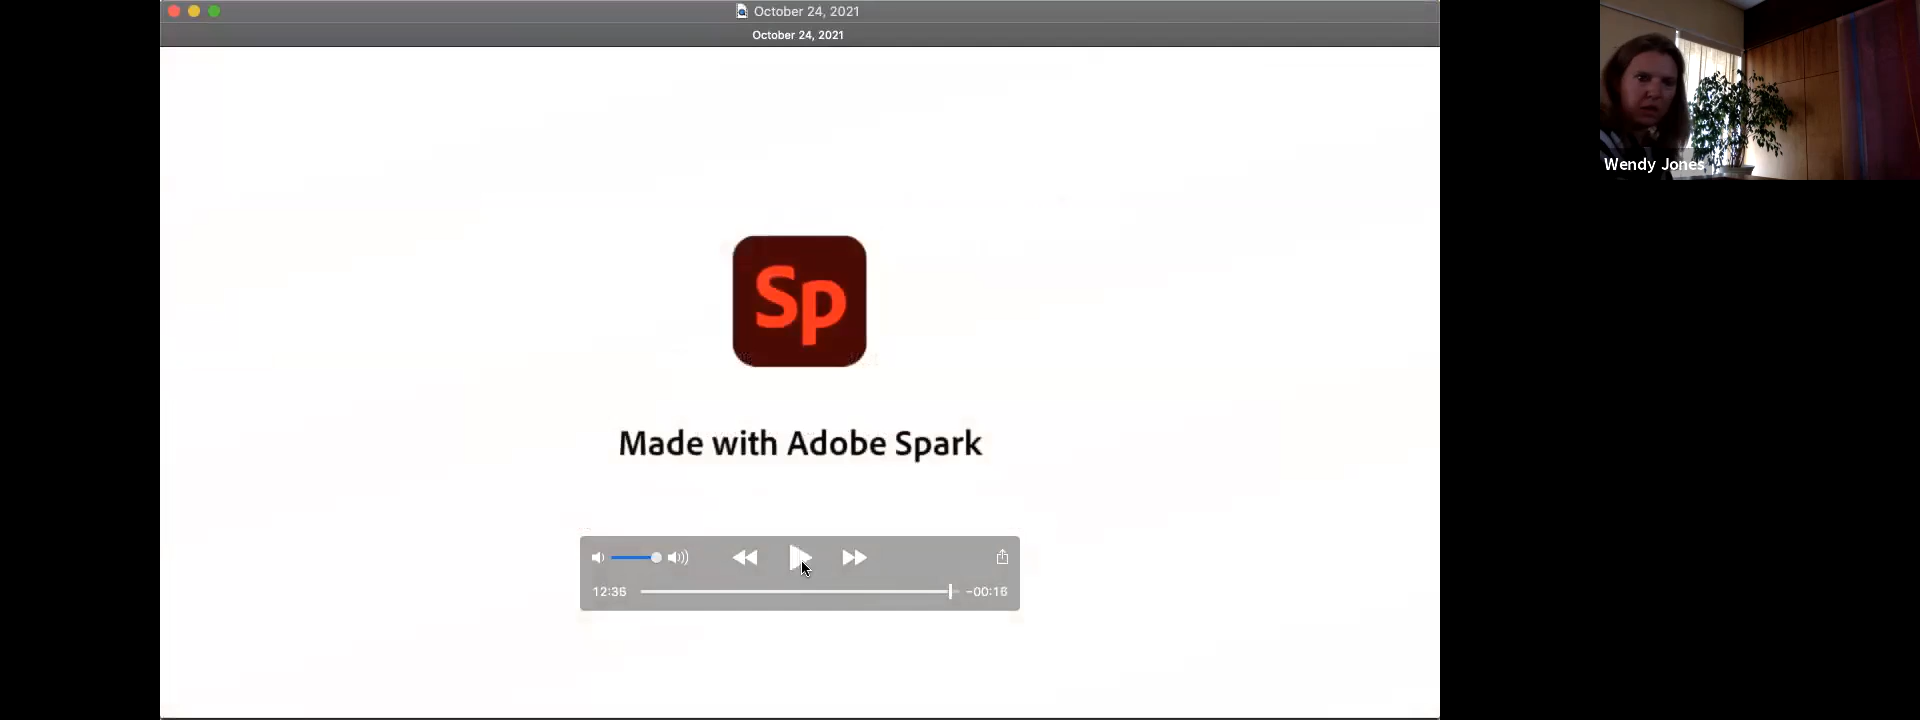 October 24, 2021
October 24, 2021
Sp
Made with Adobe Spark
12:36
-00:16
Wendy Jones